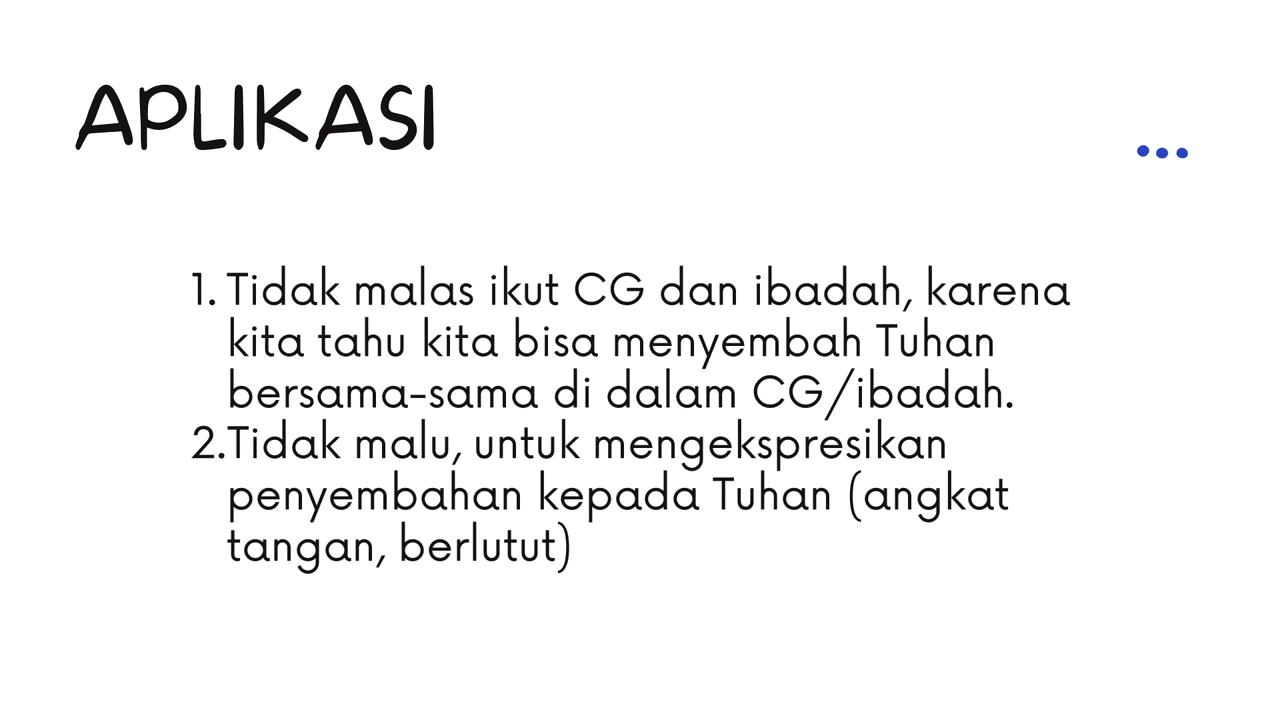 APLIKASI
1. Tidak malas ikut CG dan ibadah, karena
kita tahu kita bisa menyembah Tuhan
bersama-sama di dalam CG/ibadah.
2.Tidak malu, untuk mengekspresikan
penyembahan kepada Tuhan (angkat
tangan, berlutut)